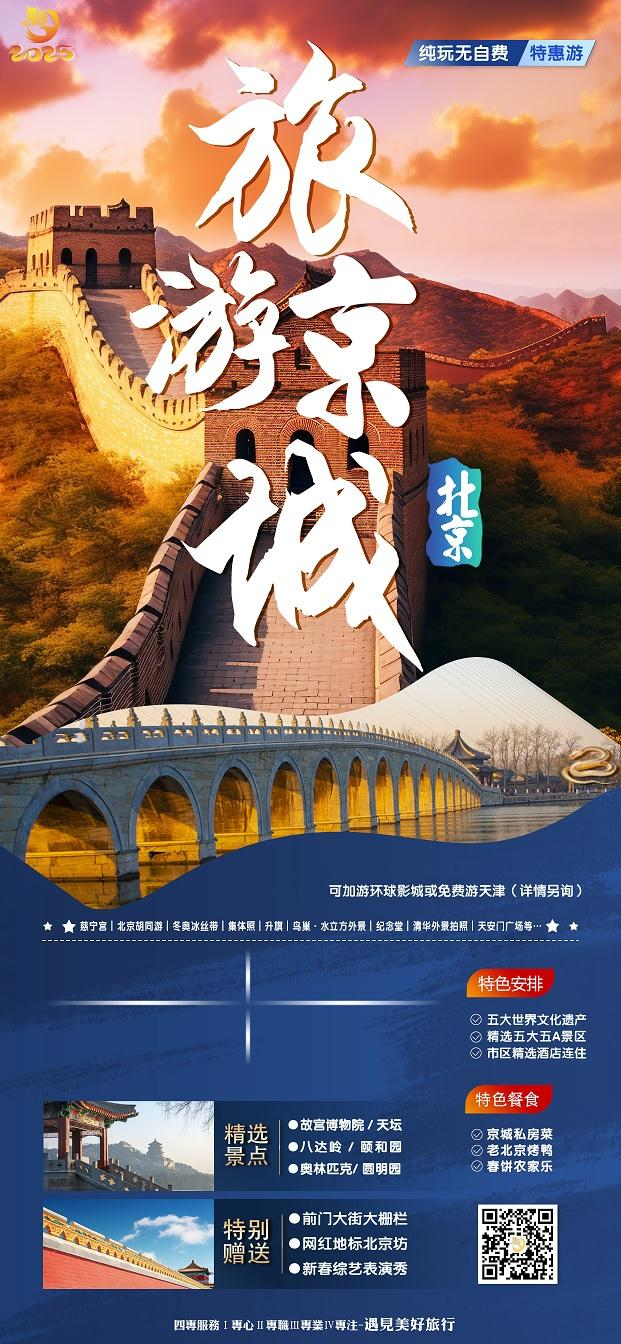 2025
纯玩无自费 特惠游
旅
游京
城
北京
可加游环球影城或免费游天津（详情另询）
慈宁宫 | 北京胡同游 | 冬奥冰丝带 | 集体照 | 升旗 | 鸟巢·水立方外景 | 纪念堂 | 清华外景拍照 | 天安门广场等…
特色安排
五大世界文化遗产
精选五大五A景区
市区精选酒店连住
特色餐食
京城私房菜
老北京烤鸭
春饼农家乐
精选
景点
●故宫博物院 / 天坛
●八达岭 / 颐和园
●奥林匹克/ 圆明园
特别
赠送
●前门大街大栅栏
●网红地标北京坊
●新春综艺表演秀
四專服務 I 專心 II 專職 III 專業 IV 專注-遇見美好旅行